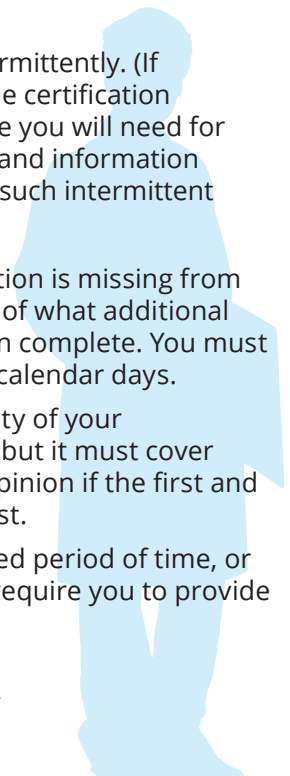 rmittently. (If
e certification
e you will need for
and information
such intermittent
tion is missing from
of what additional
n complete. You must
calendar days.
ty of your
but it must cover
pinion if the first and
st.
ed period of time, or
require you to provide